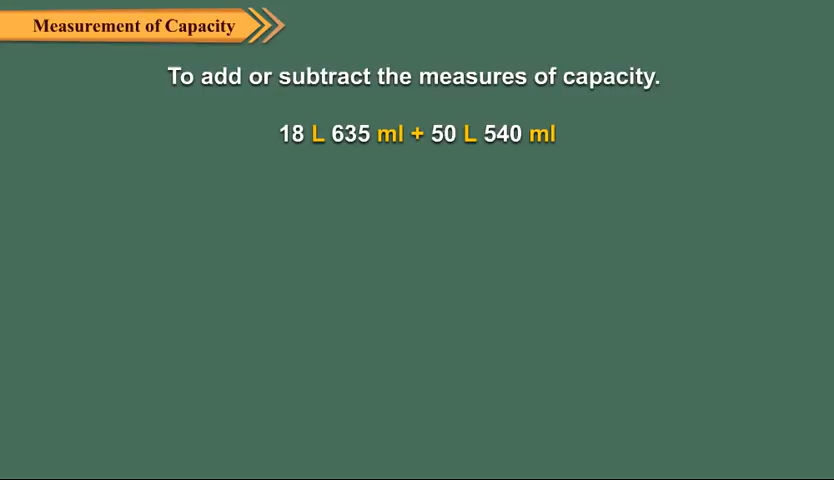 Measurement of Capacity
To add or subtract the measures of capacity.
18 L 635 ml + 50 L 540 ml